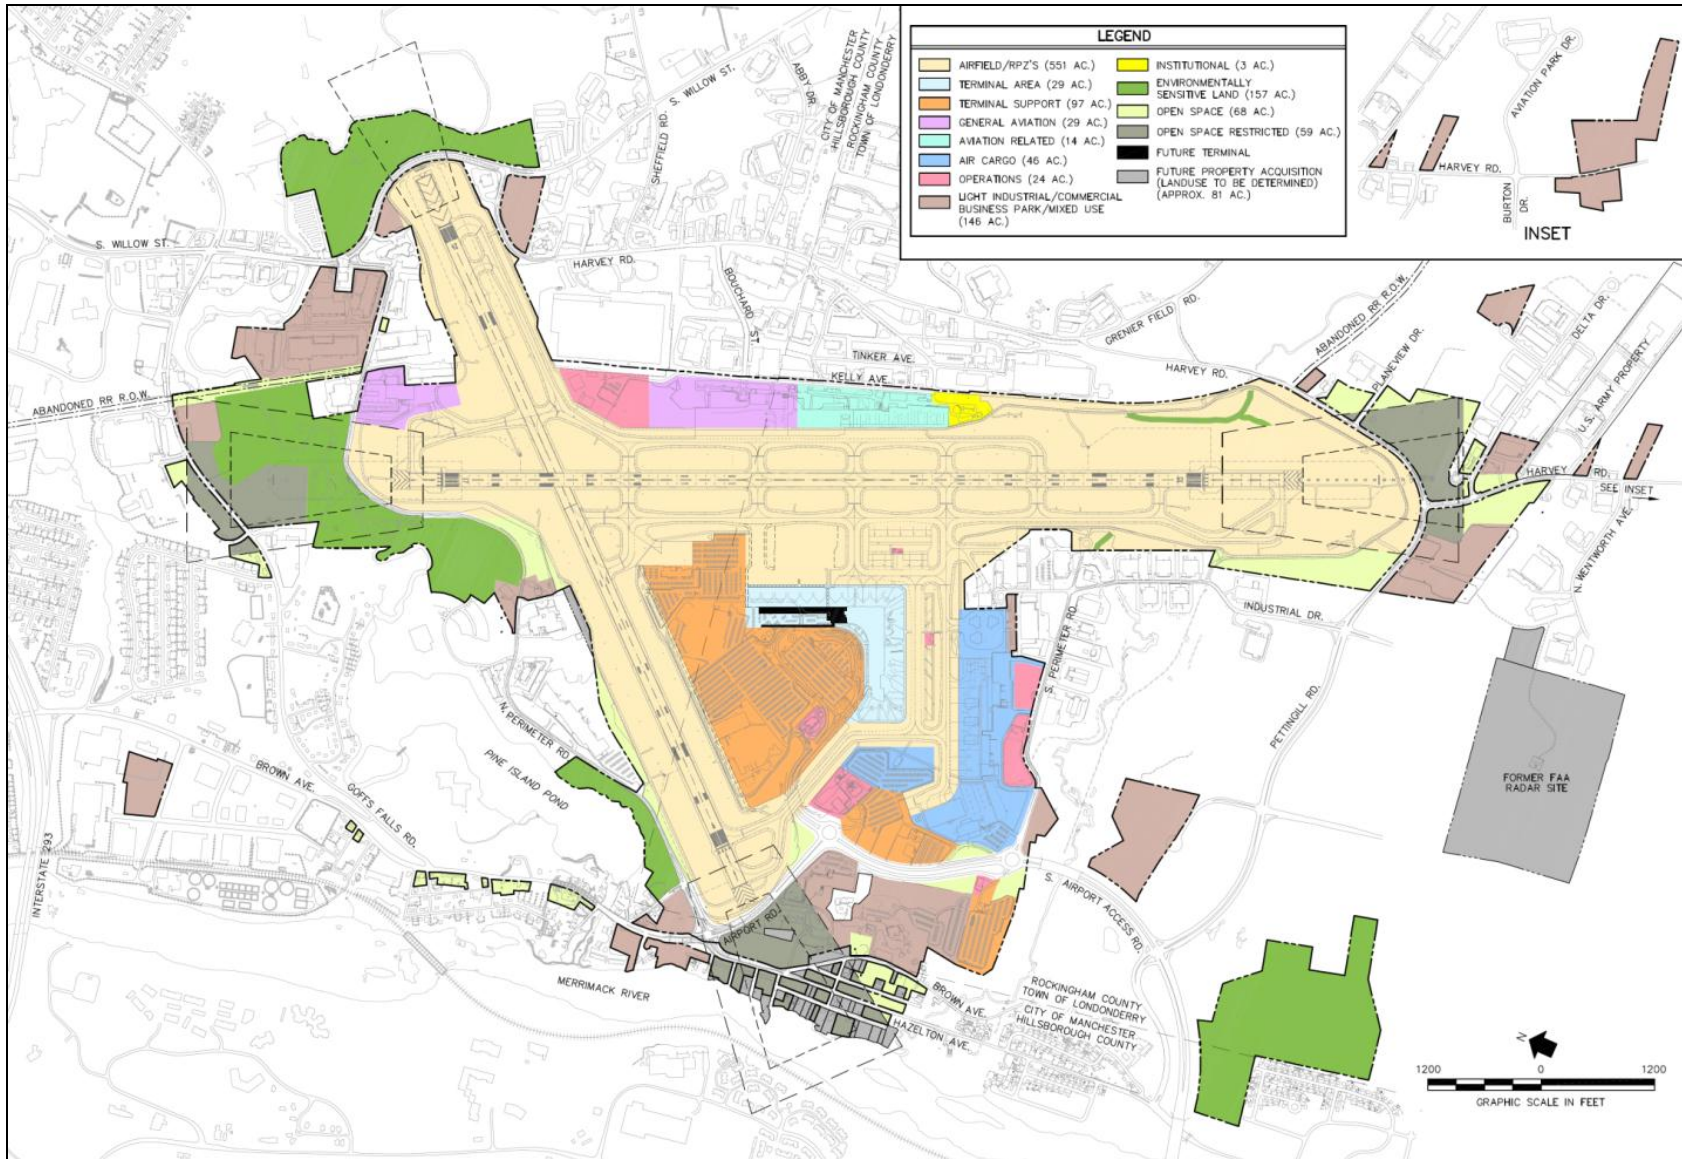 LEGEND
AIRFIELD/RPZ'S (551 AC.)
TERMINAL AREA (29 AC.)
TERMINAL SUPPORT (97 AC.)
GENERAL AVIATION (29 AC.)
AVIATION RELATED (14 AC.)
AIR CARGO (46 AC.)
OPERATIONS (24 AC.)
LIGHT INDUSTRIAL/COMMERCIAL
BUSINESS PARK/MIXED USE
(146 AC.)
INSTITUTIONAL (3 AC.)
ENVIRONMENTALLY
SENSITIVE LAND (157 AC.)
OPEN SPACE (68 AC.)
OPEN SPACE RESTRICTED (59 AC.)
FUTURE TERMINAL
FUTURE PROPERTY ACQUISITION
(LANDUSE TO BE DETERMINED)
(APPROX. 81 AC.)
AVIATION PARK DR.
HARVEY RD.
BURTON
DR.
INSET
CITY OF MANCHESTER
HILLSBOROUGH COUNTY
ROCKINGHAM COUNTY
TOWN OF LONDONDERRY
ABBY DR.
S. WILLOW ST.
SHEFFIELD RD.
S. WILLOW ST.
HARVEY RD.
BOUCHARD ST.
GRENIER FIELD RD.
TINKER AVE.
KELLY AVE.
HARVEY RD.
ABANDONED RR R.O.W.
PLANEVIEW DR.
DELTA DR.
U.S. ARMY PROPERTY
ABANDONED RR R.O.W.
HARVEY RD.
SEE INSET
N. WENTWORTH AVE.
INDUSTRIAL DR.
S. PERIMETER RD.
PETTINGILL RD.
N. PERIMETER RD.
PINE ISLAND POND
BROWN AVE.
GOFFS FALLS RD.
INTERSTATE 293
FORMER FAA
RADAR SITE
S. AIRPORT ACCESS RD.
AIRPORT RD.
MERRIMACK RIVER
BROWN AVE.
HAZELTON AVE.
ROCKINGHAM COUNTY
TOWN OF LONDONDERRY
CITY OF MANCHESTER
HILLSBOROUGH COUNTY
N
1200 0 1200
GRAPHIC SCALE IN FEET